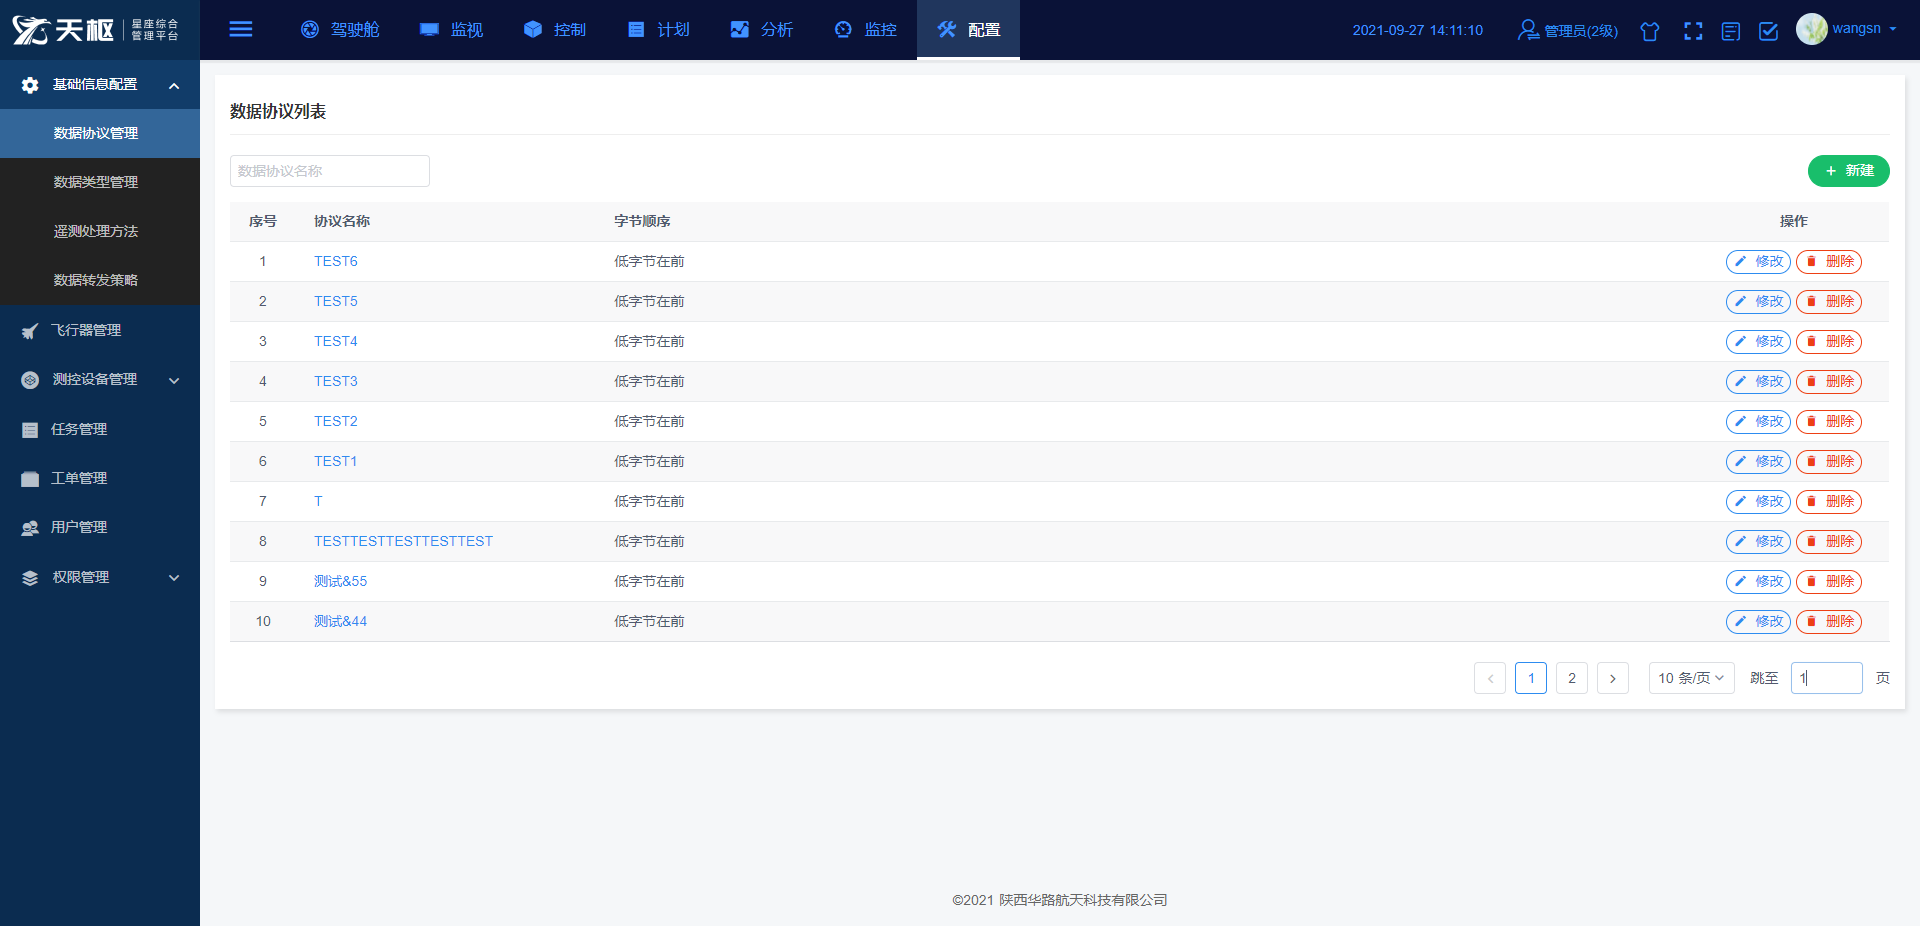 天枢 星座综合
管理平台
驾驶舱 监视 控制 计划 分析 监控 配置 2021-09-27 14:11:10 管理员(2级) wangsn
基础信息配置
数据协议管理
数据类型管理
遥测处理方法
数据转发策略
飞行器管理
测控设备管理
任务管理
工单管理
用户管理
权限管理
数据协议列表
数据协议名称 + 新建
序号 协议名称 字节顺序 操作
1 TEST6 低字节在前 修改 删除
2 TEST5 低字节在前 修改 删除
3 TEST4 低字节在前 修改 删除
4 TEST3 低字节在前 修改 删除
5 TEST2 低字节在前 修改 删除
6 TEST1 低字节在前 修改 删除
7 T 低字节在前 修改 删除
8 TESTTESTTESTTESTTEST 低字节在前 修改 删除
9 测试&55 低字节在前 修改 删除
10 测试&44 低字节在前 修改 删除
< 1 2 > 10 条/页 跳至 1 页
©2021 陕西华路航天科技有限公司